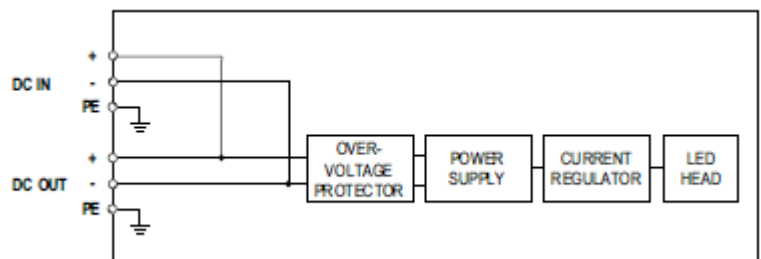 +
DC IN -
PE
+
DC OUT -
PE
OVER-
VOLTAGE
PROTECTOR
POWER
SUPPLY
CURRENT
REGULATOR
LED
HEAD